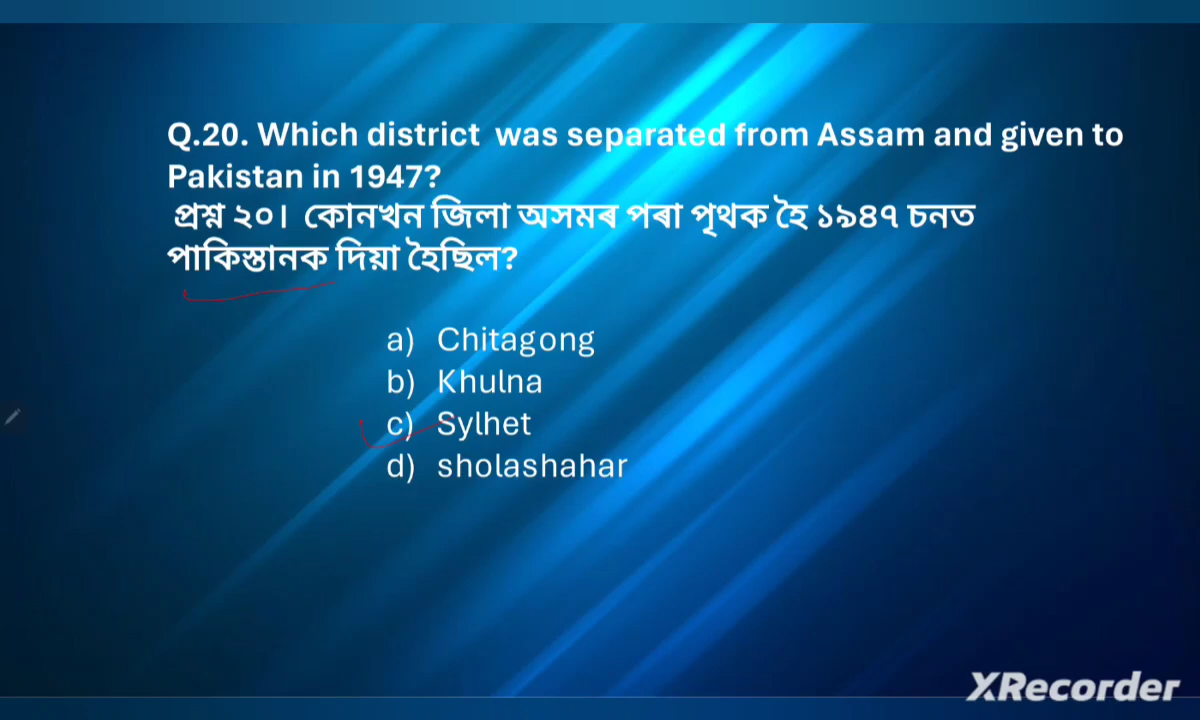 Q.20. Which district was separated from Assam and given to
Pakistan in 1947?
প্ৰশ্ন ২০। কোনখন জিলা অসমৰ পৰা পৃথক হৈ ১৯৪৭ চনত
পাকিস্তানক দিয়া হৈছিল?
a) Chitagong
b) Khulna
c) Sylhet
d) sholashahar
XRecorder